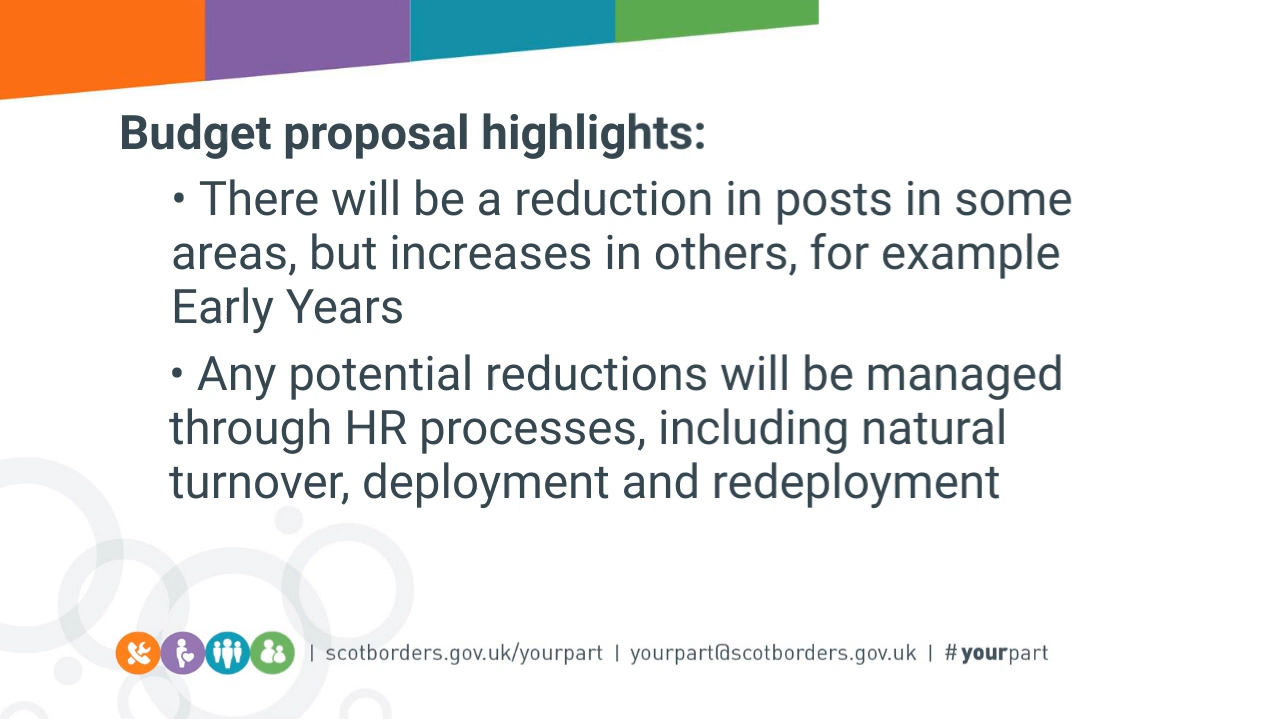 Budget proposal highlights:
• There will be a reduction in posts in some
areas, but increases in others, for example
Early Years
• Any potential reductions will be managed
through HR processes, including natural
turnover, deployment and redeployment
| scotborders.gov.uk/yourpart | yourpart@scotborders.gov.uk | #yourpart